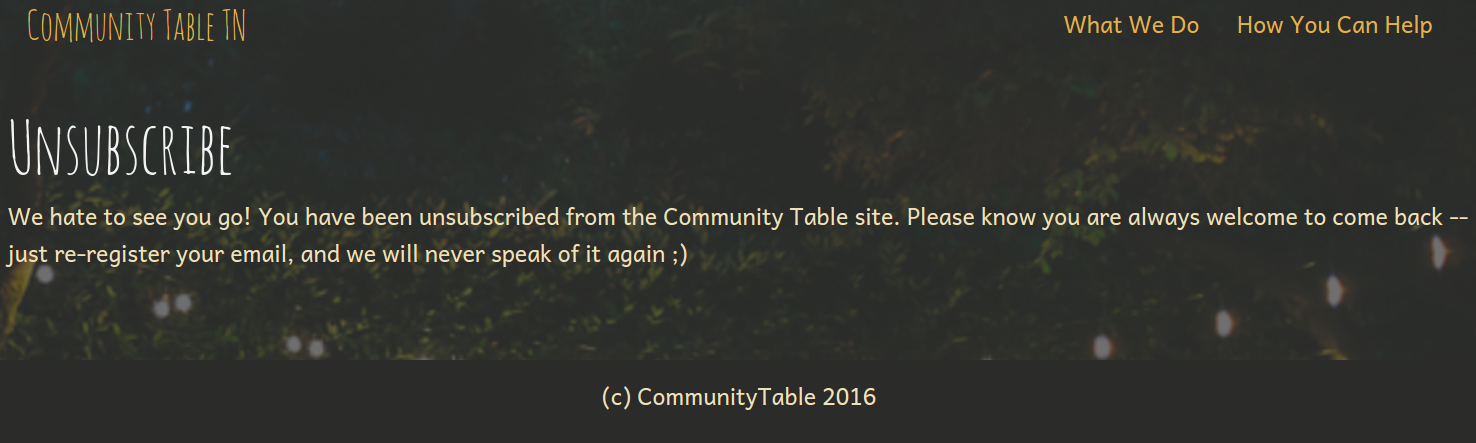 Community Table TN
What We Do
How You Can Help
Unsubscribe
We hate to see you go! You have been unsubscribed from the Community Table site. Please know you are always welcome to come back --
just re-register your email, and we will never speak of it again ;)
(c) CommunityTable 2016